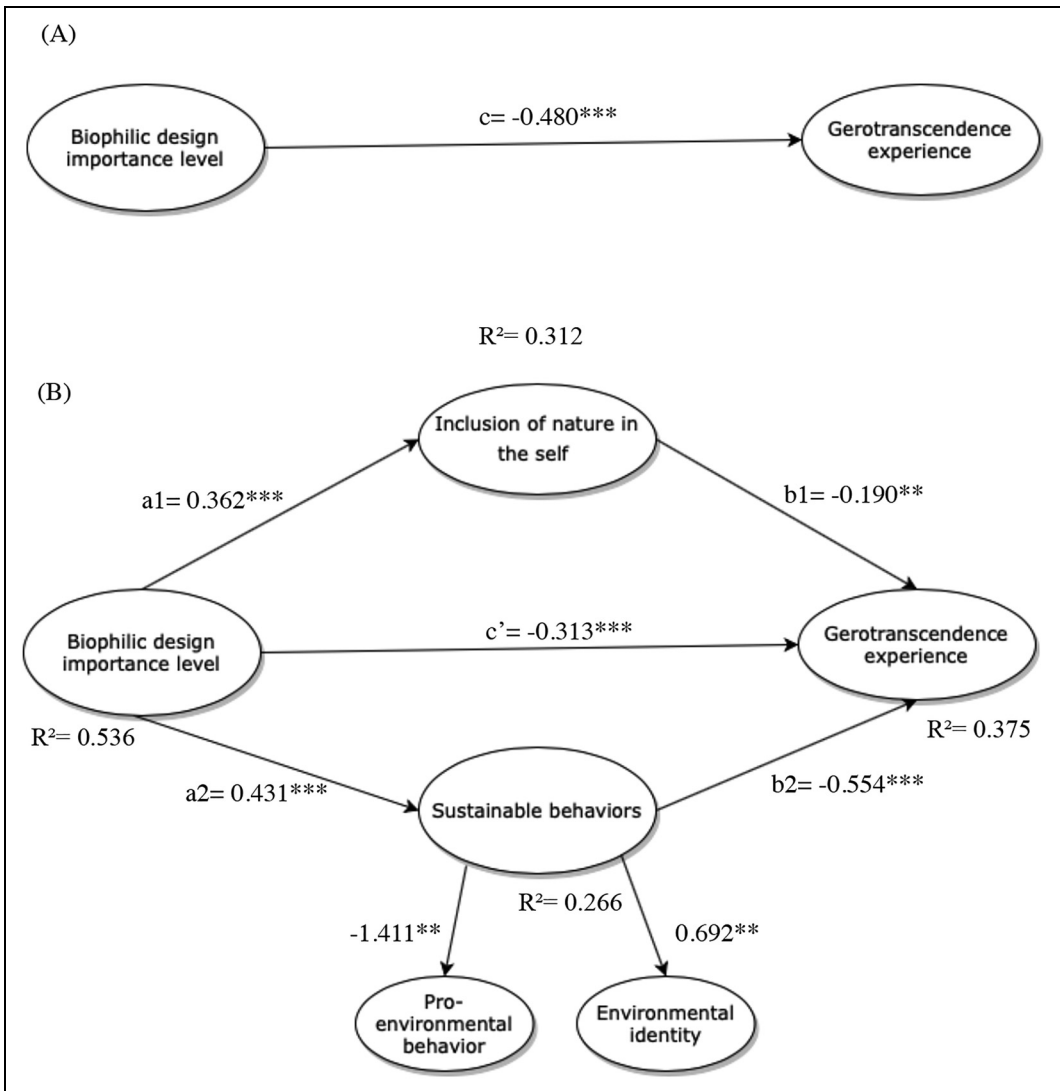 (A)
Biophilic design
importance level
c= -0.480***
Gerotranscendence
experience
R²= 0.312
(B)
Inclusion of nature in
the self
a1= 0.362***
b1= -0.190**
Biophilic design
importance level
c’= -0.313***
Gerotranscendence
experience
R²= 0.536
R²= 0.375
a2= 0.431***
b2= -0.554***
Sustainable behaviors
R²= 0.266
-1.411**
0.692**
Pro-
environmental
behavior
Environmental
identity